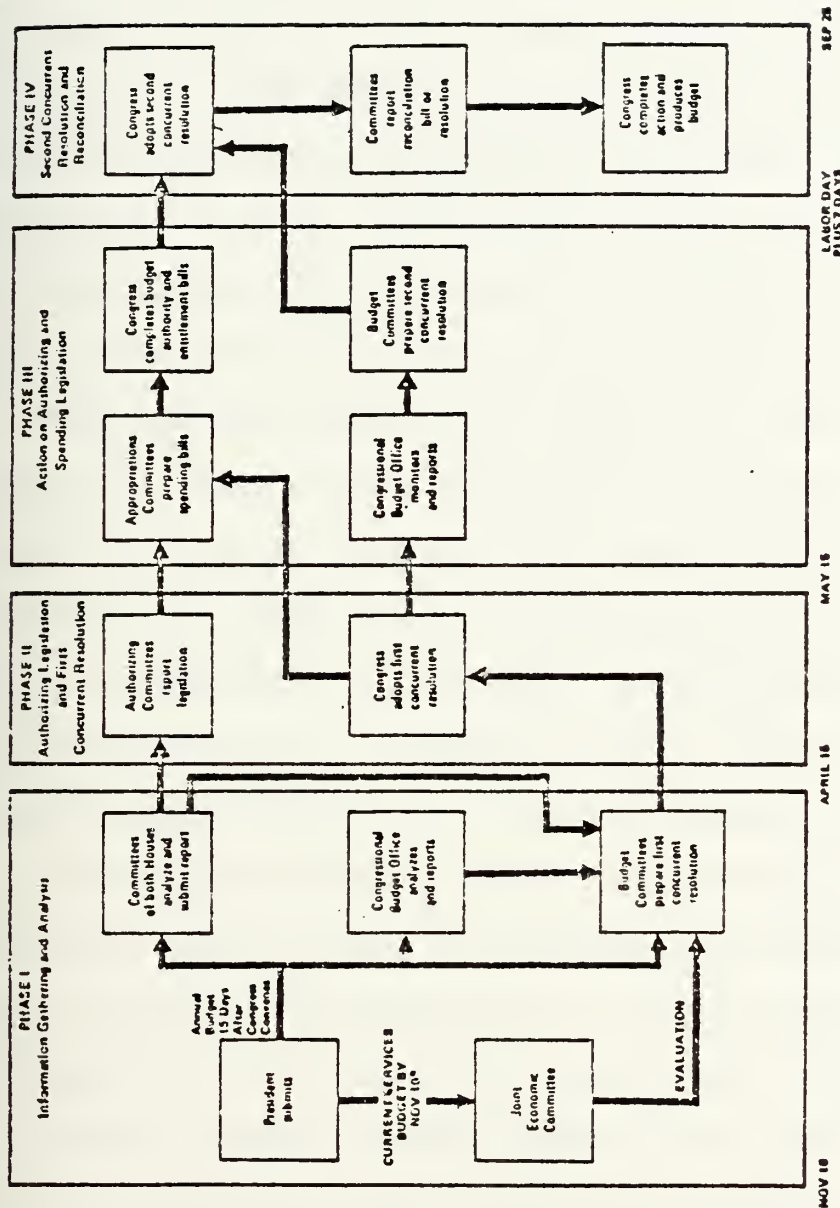 PHASE I
Information Gathering and Analysis
President
submits
Annual
Budget
15 Days
After
Congress
Convenes
CURRENT SERVICES
BUDGET BY
NOV 10*
Joint
Economic
Committee
EVALUATION
Committees
of both Houses
analyze and
submit report
Congressional
Budget Office
analyzes
and reports
Budget
Committees
prepare first
concurrent
resolution
PHASE II
Authorizing Legislation
and First
Concurrent Resolution
Authorizing
Committees
report
legislation
Congress
adopts first
concurrent
resolution
PHASE III
Action on Authorizing and
Spending Legislation
Appropriations
Committees
prepare
spending bills
Congress
completes budget
authority and
entitlement bills
Congressional
Budget Office
monitors
and reports
Budget
Committees
prepare second
concurrent
resolution
PHASE IV
Second Concurrent
Resolution and
Reconciliation
Congress
adopts second
concurrent
resolution
Committees
report
reconciliation
bill or
resolution
Congress
completes
action and
produces
budget
NOV 10
APRIL 15
MAY 15
LABOR DAY
PLUS 7 DAYS
SEP 25